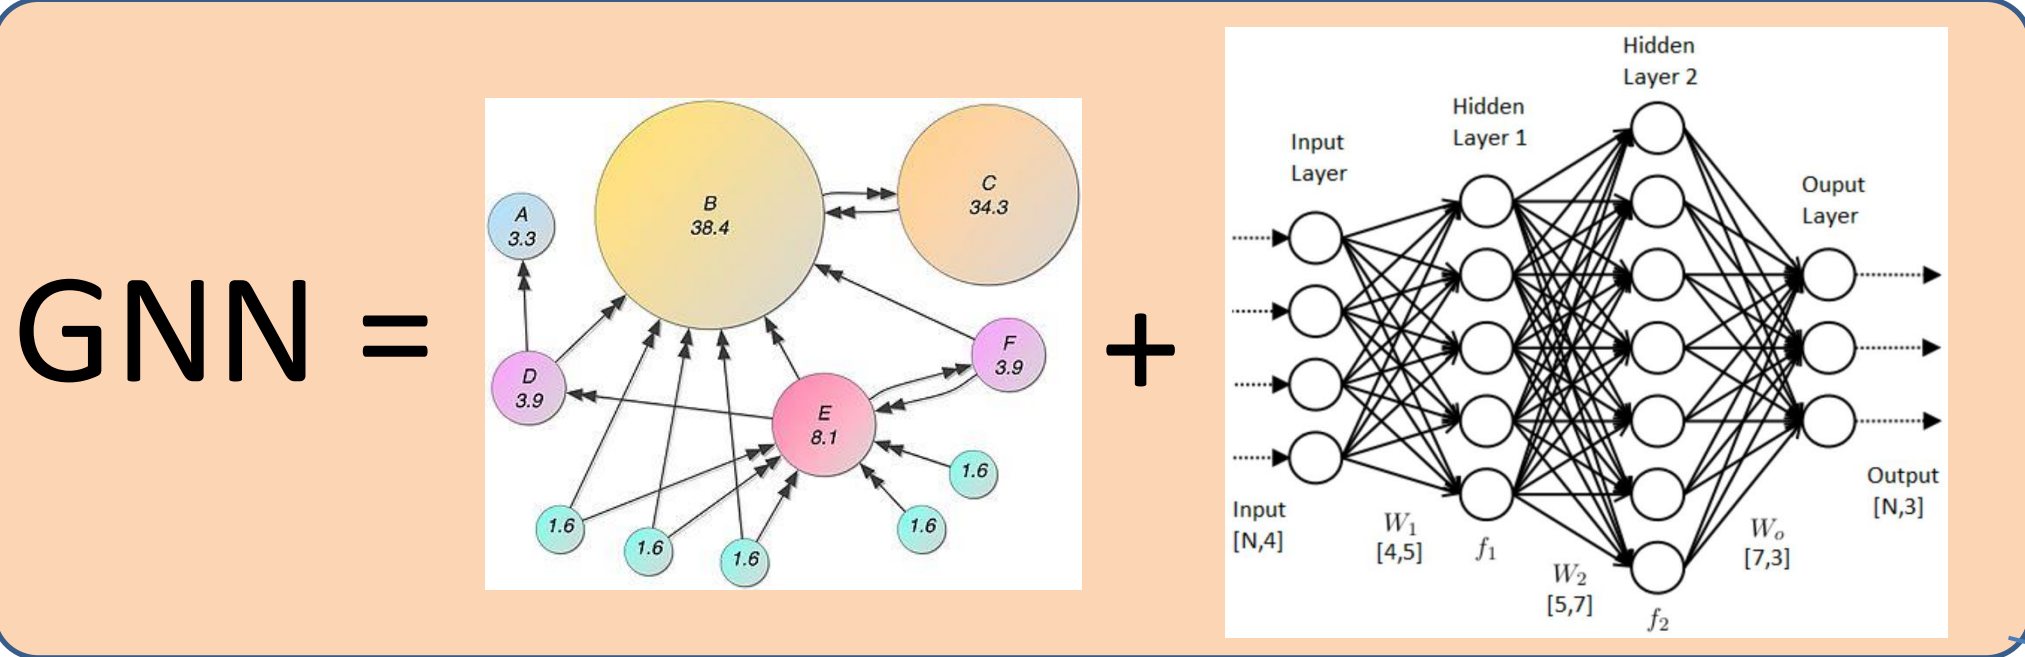 GNN =
A
3.3
B
38.4
C
34.3
D
3.9
E
8.1
F
3.9
1.6
1.6
1.6
1.6
1.6
+
Input
Layer
Hidden
Layer 1
Hidden
Layer 2
Ouput
Layer
Input
[N,4]
W₁
[4,5]
f₁
W₂
[5,7]
f₂
Wₒ
[7,3]
Output
[N,3]